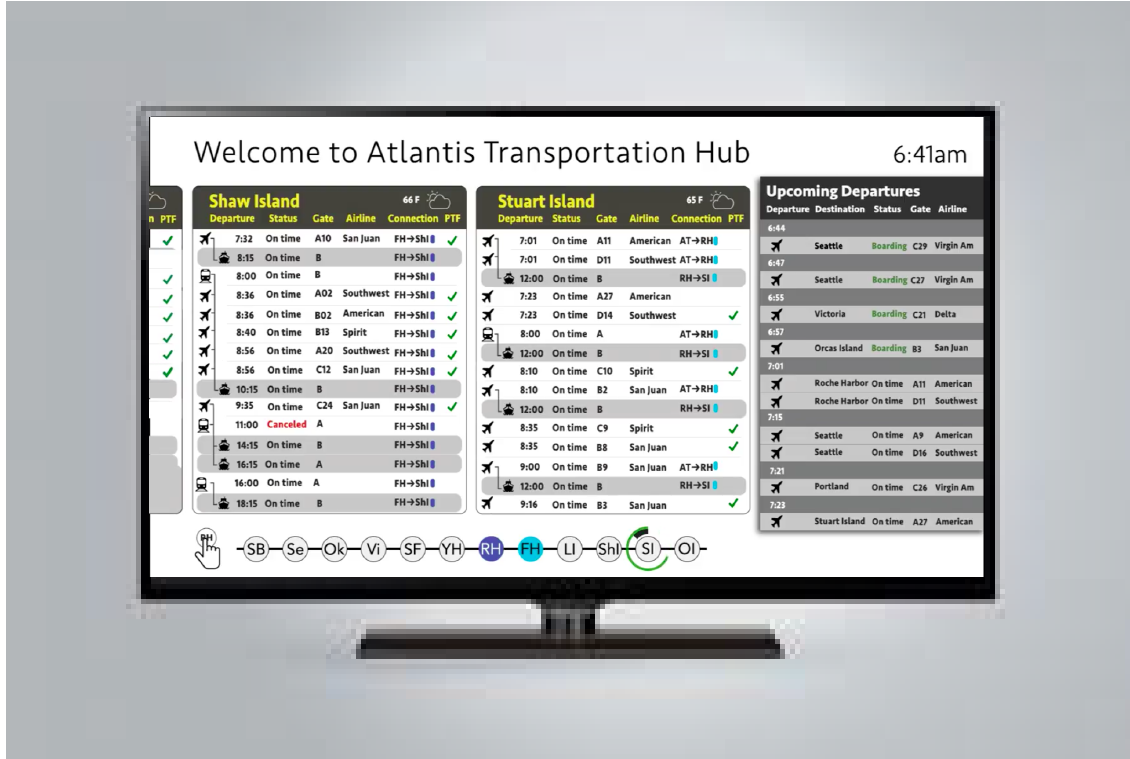 Welcome to Atlantis Transportation Hub
6:41am
n PTF
Shaw Island 66 F
Departure Status Gate Airline Connection PTF
7:32 On time A10 San Juan FH→ShI
8:15 On time B FH→ShI
8:00 On time B FH→ShI
8:36 On time A02 Southwest FH→ShI
8:36 On time B02 American FH→ShI
8:40 On time B13 Spirit FH→ShI
8:56 On time A20 Southwest FH→ShI
8:56 On time C12 San Juan FH→ShI
10:15 On time B FH→ShI
9:35 On time C24 San Juan FH→ShI
11:00 Canceled A FH→ShI
14:15 On time B FH→ShI
16:15 On time A FH→ShI
16:00 On time A FH→ShI
18:15 On time B FH→ShI
Stuart Island 65 F
Departure Status Gate Airline Connection PTF
7:01 On time A11 American AT→RH
7:01 On time D11 Southwest AT→RH
12:00 On time B RH→SI
7:23 On time A27 American
7:23 On time D14 Southwest
8:00 On time A AT→RH
12:00 On time B RH→SI
8:10 On time C10 Spirit
8:10 On time B2 San Juan AT→RH
12:00 On time B RH→SI
8:35 On time C9 Spirit
8:35 On time B8 San Juan
9:00 On time B9 San Juan AT→RH
12:00 On time B RH→SI
9:16 On time B3 San Juan
Upcoming Departures
Departure Destination Status Gate Airline
6:44
Seattle Boarding C29 Virgin Am
6:47
Seattle Boarding C27 Virgin Am
6:55
Victoria Boarding C21 Delta
6:57
Orcas Island Boarding B3 San Juan
7:01
Roche Harbor On time A11 American
Roche Harbor On time D11 Southwest
7:15
Seattle On time A9 American
Seattle On time D16 Southwest
7:21
Portland On time C26 Virgin Am
7:23
Stuart Island On time A27 American
RH
SB Se Ok Vi SF YH RH FH LI ShI SI OI